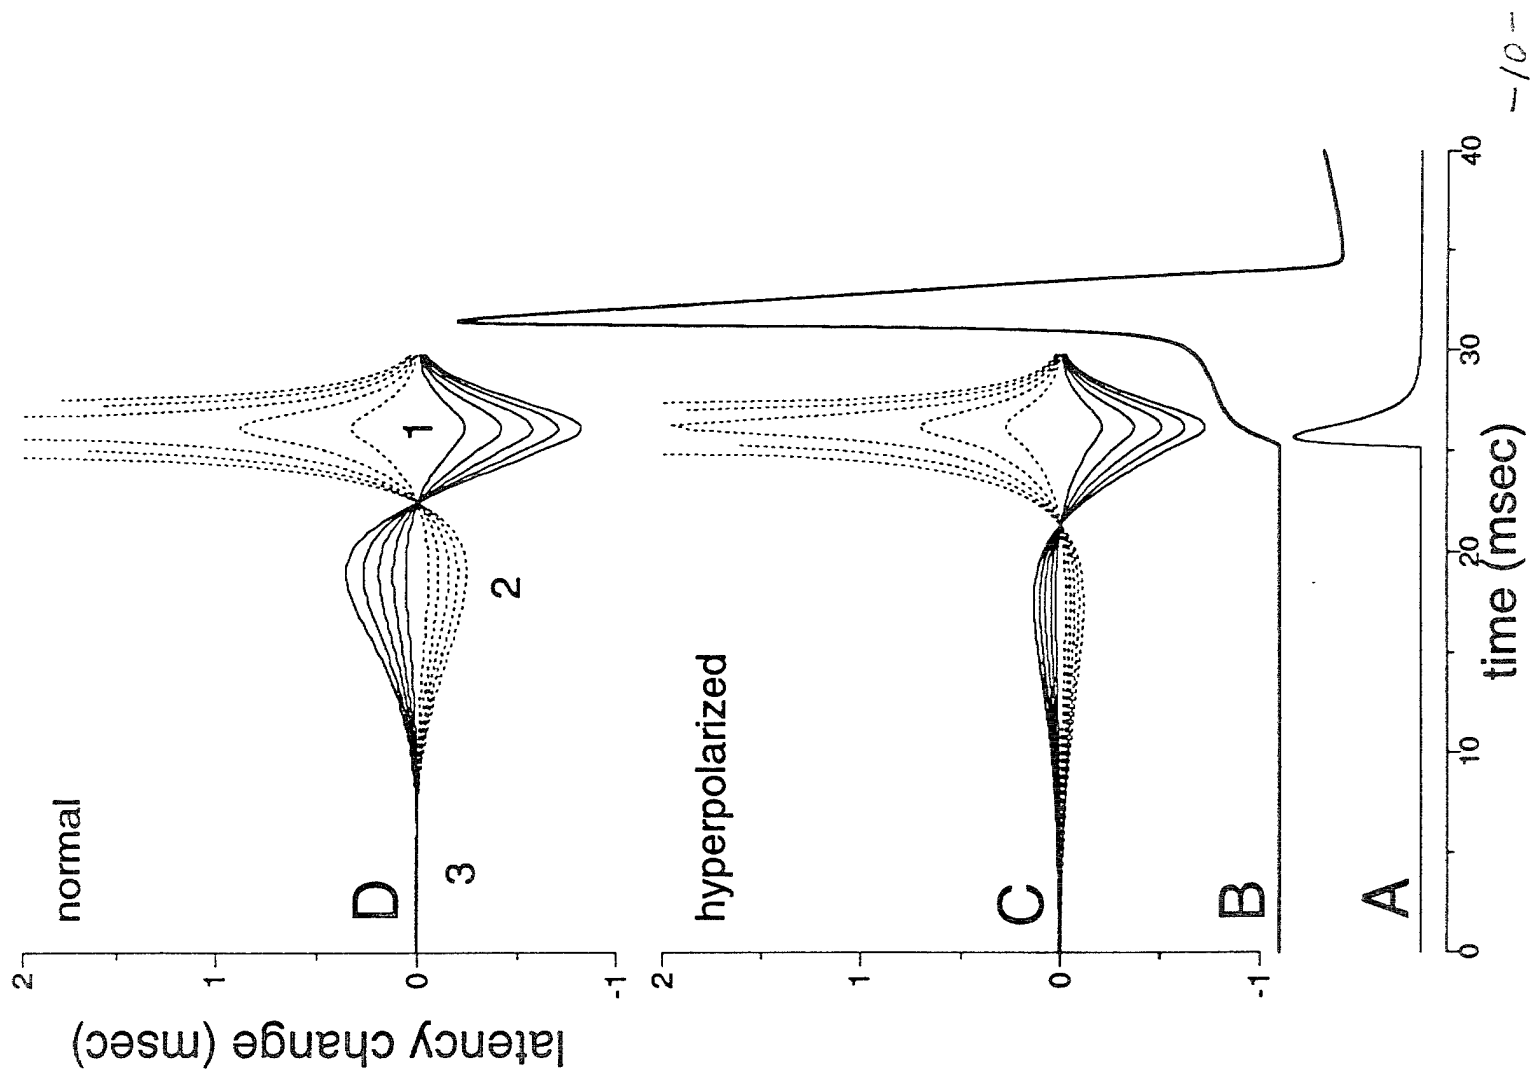 normal
2
1
0
-1
D
1
2
3
latency change (msec)
hyperpolarized
2
1
0
-1
C
B
A
0
10
20
30
40
time (msec)
-10-